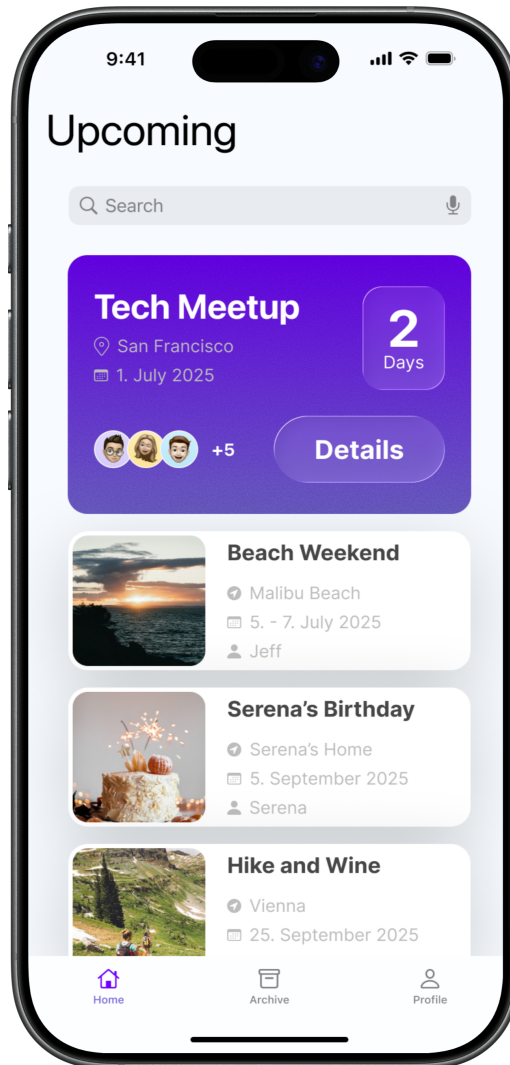 9:41
Upcoming
Search
Tech Meetup
San Francisco
1. July 2025
2
Days
+5
Details
Beach Weekend
Malibu Beach
5. - 7. July 2025
Jeff
Serena’s Birthday
Serena’s Home
5. September 2025
Serena
Hike and Wine
Vienna
25. September 2025
Home
Archive
Profile